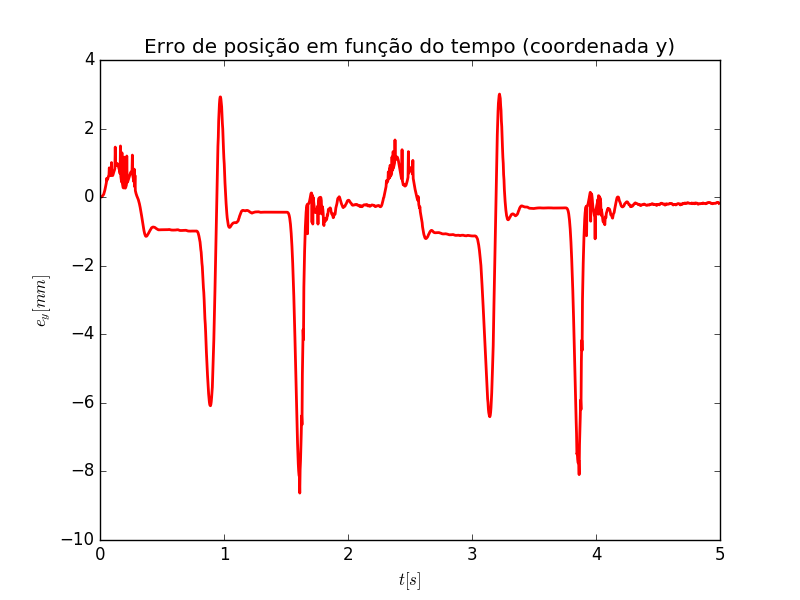 Erro de posição em função do tempo (coordenada y)
4
2
0
−2
−4
−6
−8
−10
e_y[mm]
0 1 2 3 4 5
t[s]